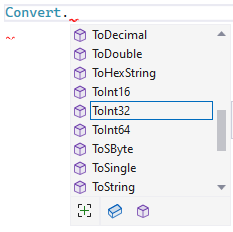 Convert.
ToDecimal
ToDouble
ToHexString
ToInt16
ToInt32
ToInt64
ToSByte
ToSingle
ToString